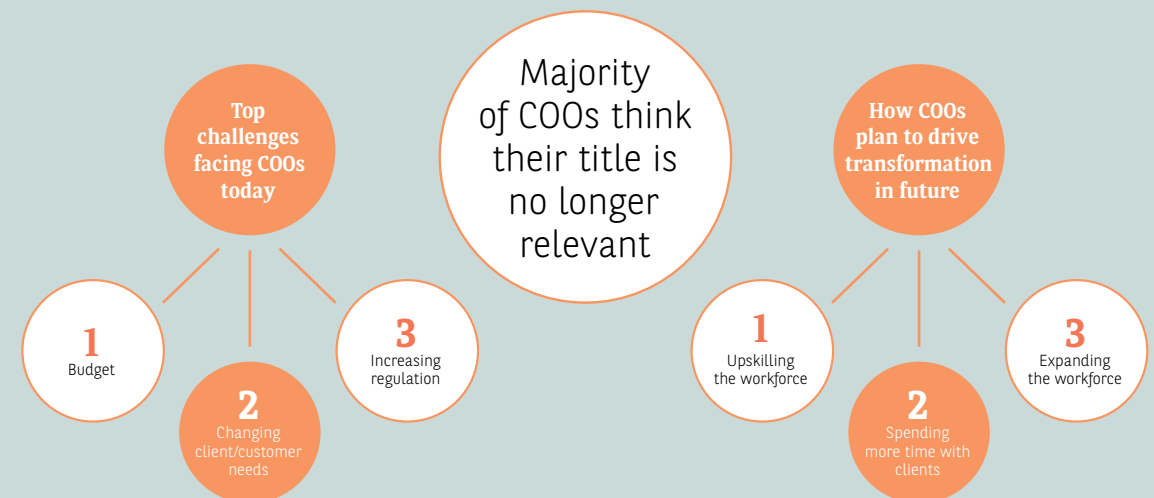 Top
challenges
facing COOs
today
1
Budget
2
Changing
client/customer
needs
3
Increasing
regulation
Majority
of COOs think
their title is
no longer
relevant
How COOs
plan to drive
transformation
in future
1
Upskilling
the workforce
2
Spending
more time with
clients
3
Expanding
the workforce